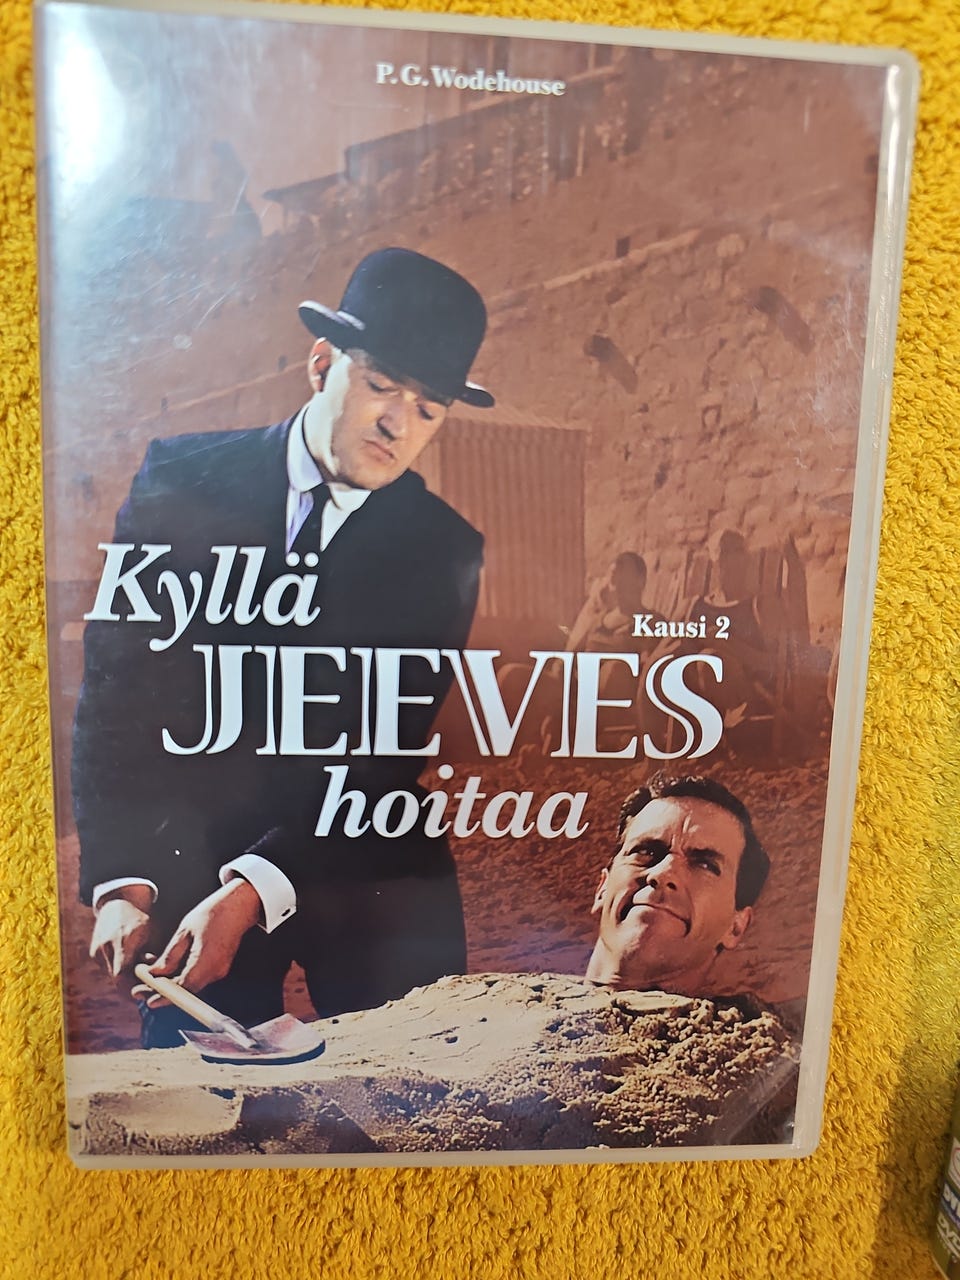 P. G. Wodehouse
Kyllä
Kausi 2
JEEVES
hoitaa